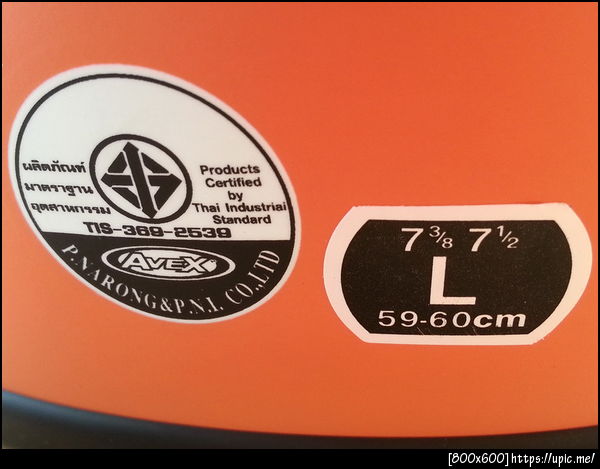 ผลิตภัณฑ์
มาตราฐาน
อุตสาหกรรม
Products
Certified
by
Thai Industrial
Standard
TIS-369-2539
AVEX
P.NARONG&P.N.I. CO.,LTD
7 3/8 7 1/2
L
59-60cm
[800x600]https://upic.me/